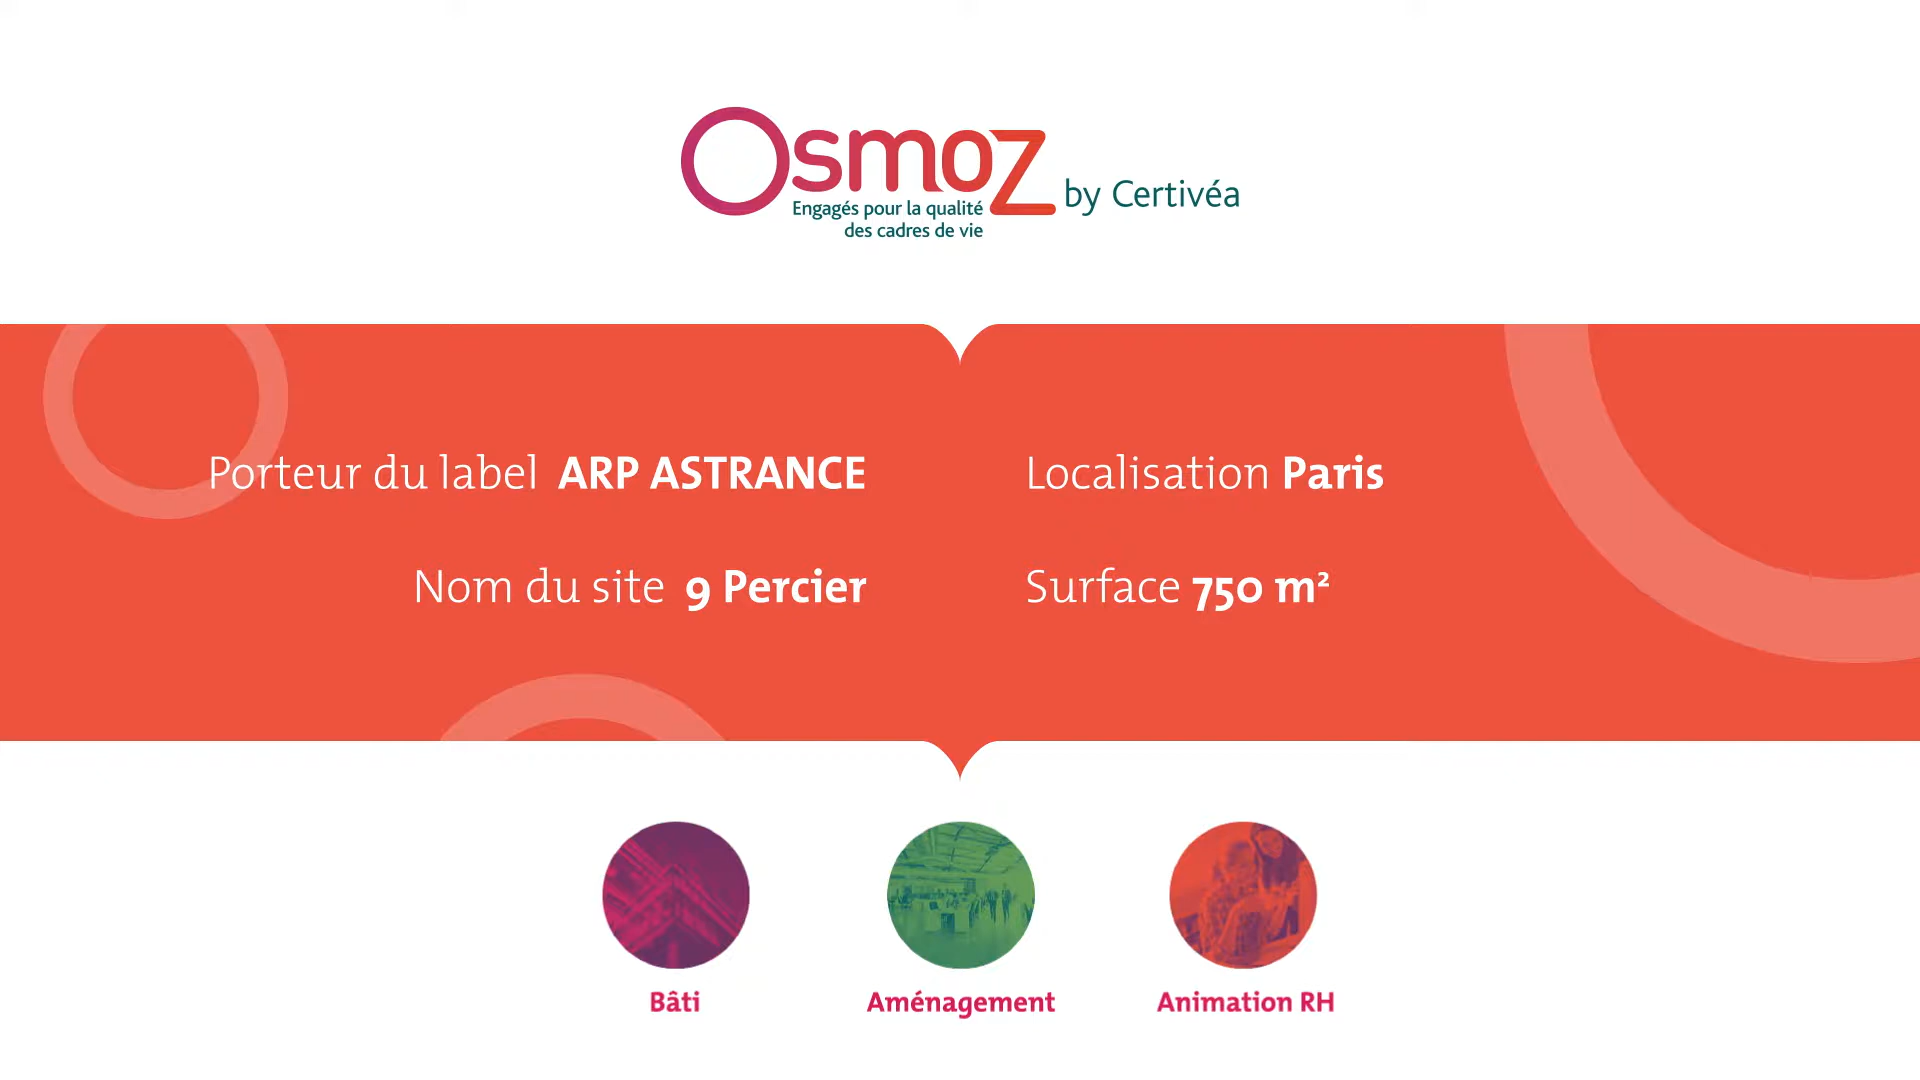 Osmoz by Certivéa
Engagés pour la qualité
des cadres de vie
Porteur du label ARP ASTRANCE
Nom du site 9 Percier
Localisation Paris
Surface 750 m²
Bâti
Aménagement
Animation RH